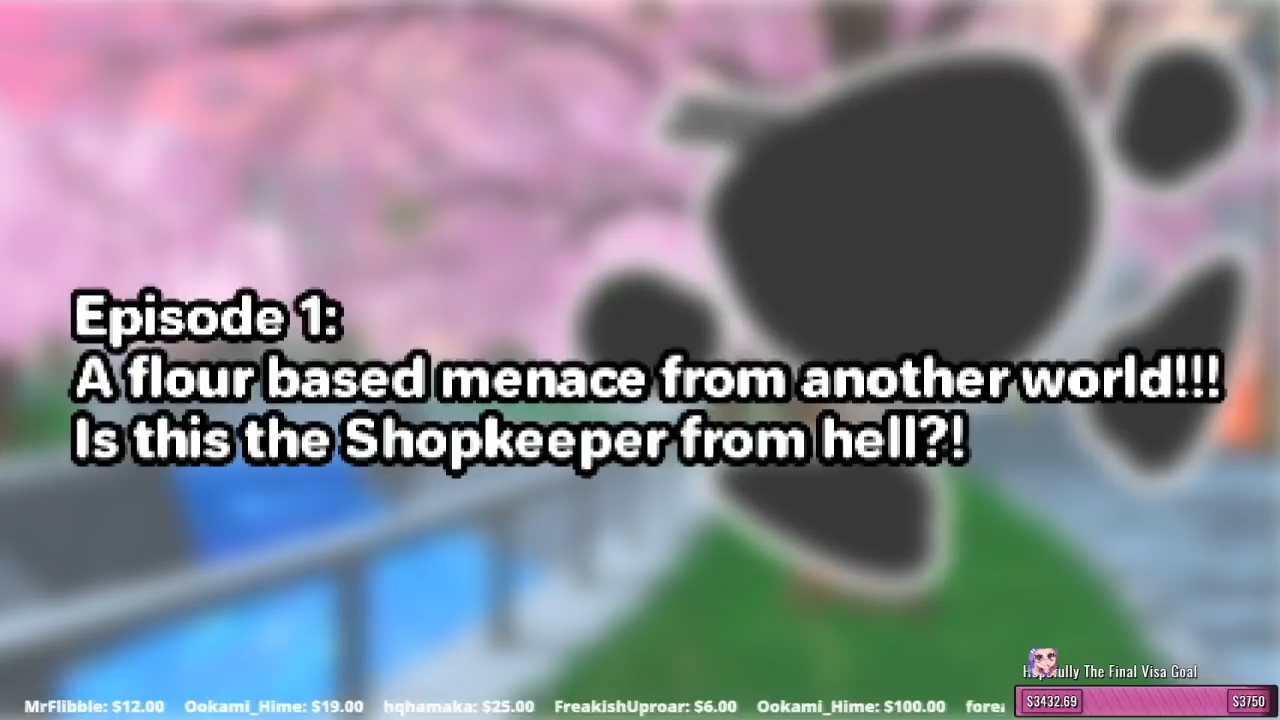 Episode 1:
A flour based menace from another world!!!
Is this the Shopkeeper from hell?!
Hopefully The Final Visa Goal
$3432.69 $3750
MrFlibble: $12.00 Ookami_Hime: $19.00 hqhamaka: $25.00 FreakishUproar: $6.00 Ookami_Hime: $100.00